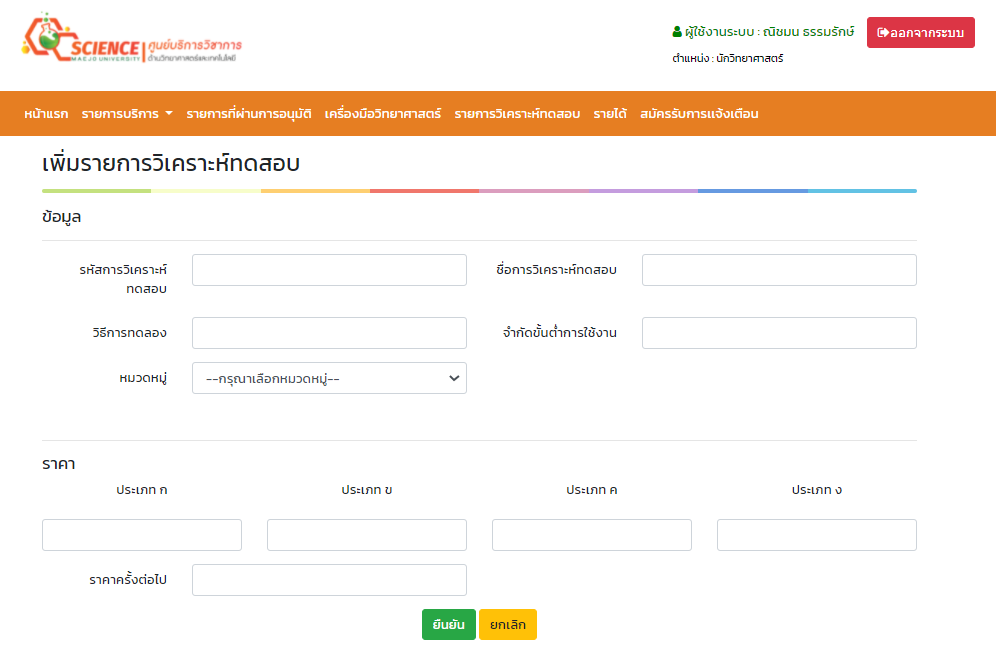 SCIENCE
MAEJO UNIVERSITY
ศูนย์บริการวิชาการ
ด้านวิทยาศาสตร์และเทคโนโลยี
ผู้ใช้งานระบบ : ณิชมน ธรรมรักษ์
ออกจากระบบ
ตำแหน่ง : นักวิทยาศาสตร์
หน้าแรก รายการบริการ รายการที่ผ่านการอนุมัติ เครื่องมือวิทยาศาสตร์ รายการวิเคราะห์ทดสอบ รายได้ สมัครรับการแจ้งเตือน
เพิ่มรายการวิเคราะห์ทดสอบ
ข้อมูล
รหัสการวิเคราะห์
ทดสอบ
ชื่อการวิเคราะห์ทดสอบ
วิธีการทดลอง
จำกัดขั้นต่ำการใช้งาน
หมวดหมู่
--กรุณาเลือกหมวดหมู่--
ราคา
ประเภท ก ประเภท ข ประเภท ค ประเภท ง
ราคาครั้งต่อไป
ยืนยัน ยกเลิก